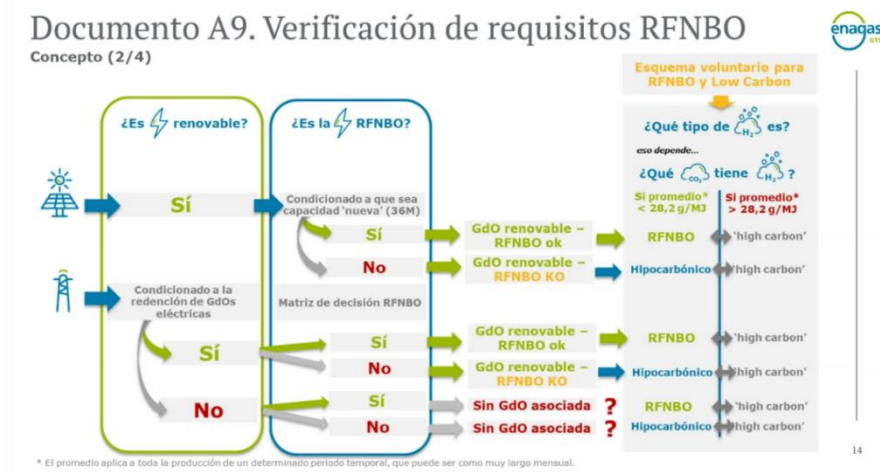 Documento A9. Verificación de requisitos RFNBO
enagas
GTS
Concepto (2/4)
Esquema voluntario para
RFNBO y Low Carbon
¿Es renovable?
¿Es la RFNBO?
¿Qué tipo de H₂ es?
eso depende...
¿Qué CO₂ tiene H₂ ?
Si promedio*
< 28,2 g/MJ
Si promedio*
> 28,2 g/MJ
Sí
Condicionado a que sea
capacidad 'nueva' (36M)
Sí
GdO renovable –
RFNBO ok
RFNBO
'high carbon'
No
GdO renovable –
RFNBO KO
Hipocarbónico
'high carbon'
Condicionado a la
redención de GdOs
eléctricas
Matriz de decisión RFNBO
Sí
Sí
GdO renovable –
RFNBO ok
RFNBO
'high carbon'
No
GdO renovable –
RFNBO KO
Hipocarbónico
'high carbon'
No
Sí
Sin GdO asociada ?
RFNBO
'high carbon'
No
Sin GdO asociada ?
Hipocarbónico
'high carbon'
* El promedio aplica a toda la producción de un determinado periodo temporal, que puede ser como muy largo mensual.
14